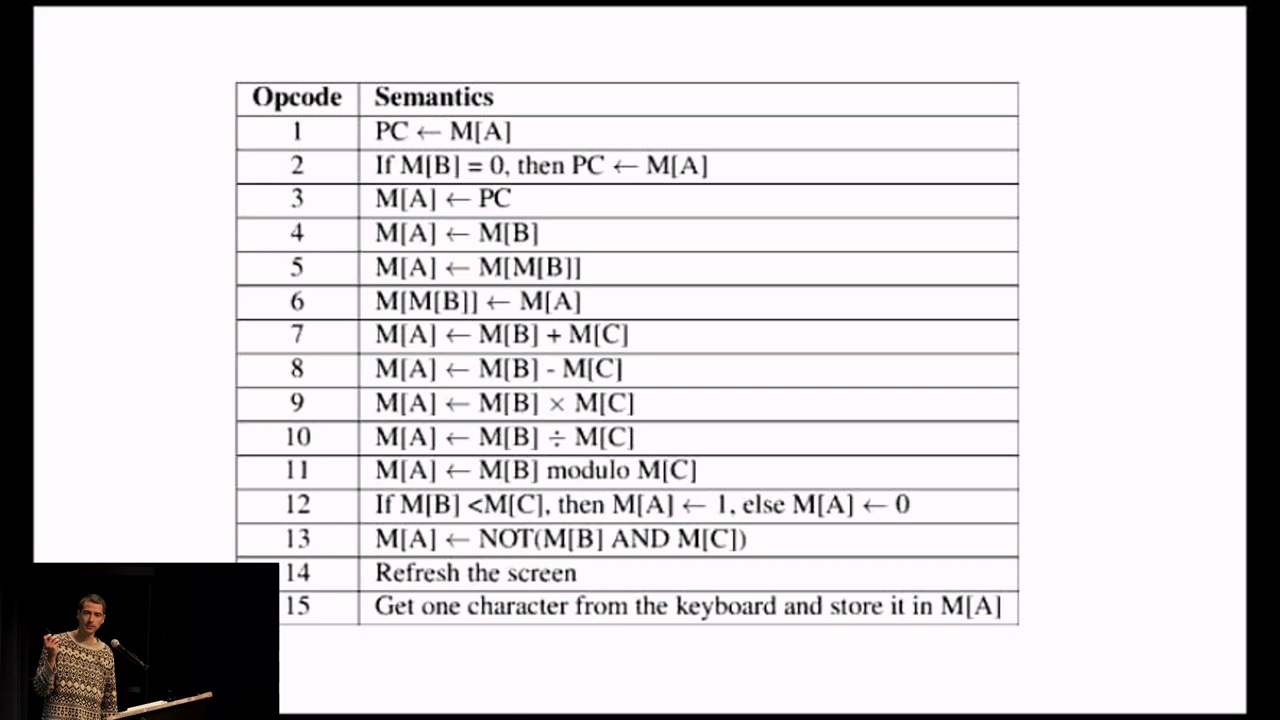 Opcode Semantics
1 PC ← M[A]
2 If M[B] = 0, then PC ← M[A]
3 M[A] ← PC
4 M[A] ← M[B]
5 M[A] ← M[M[B]]
6 M[M[B]] ← M[A]
7 M[A] ← M[B] + M[C]
8 M[A] ← M[B] - M[C]
9 M[A] ← M[B] × M[C]
10 M[A] ← M[B] ÷ M[C]
11 M[A] ← M[B] modulo M[C]
12 If M[B] <M[C], then M[A] ← 1, else M[A] ← 0
13 M[A] ← NOT(M[B] AND M[C])
14 Refresh the screen
15 Get one character from the keyboard and store it in M[A]